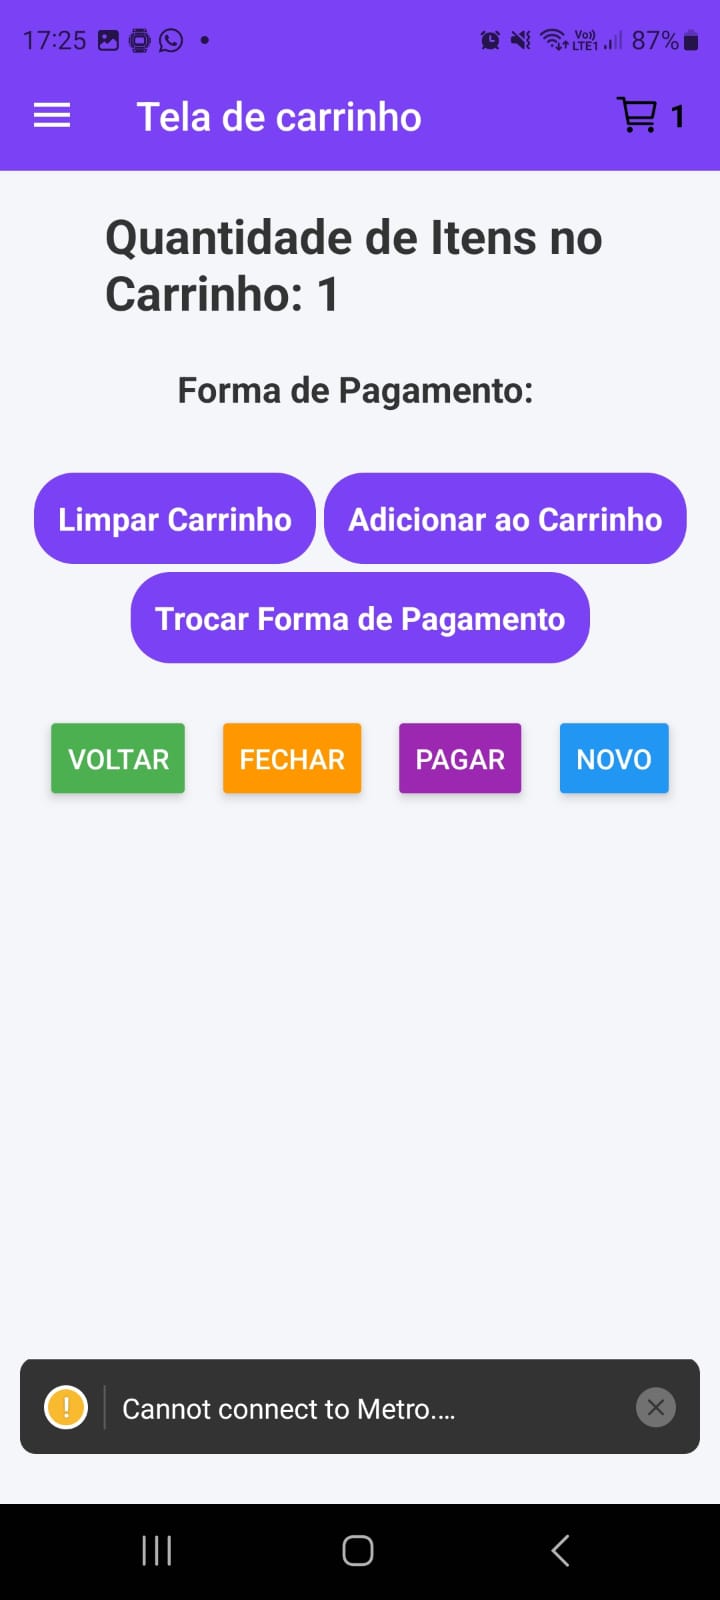 17:25
Vo)) LTE1 87%
Tela de carrinho 1
Quantidade de Itens no
Carrinho: 1
Forma de Pagamento:
Limpar Carrinho Adicionar ao Carrinho
Trocar Forma de Pagamento
VOLTAR FECHAR PAGAR NOVO
! Cannot connect to Metro....